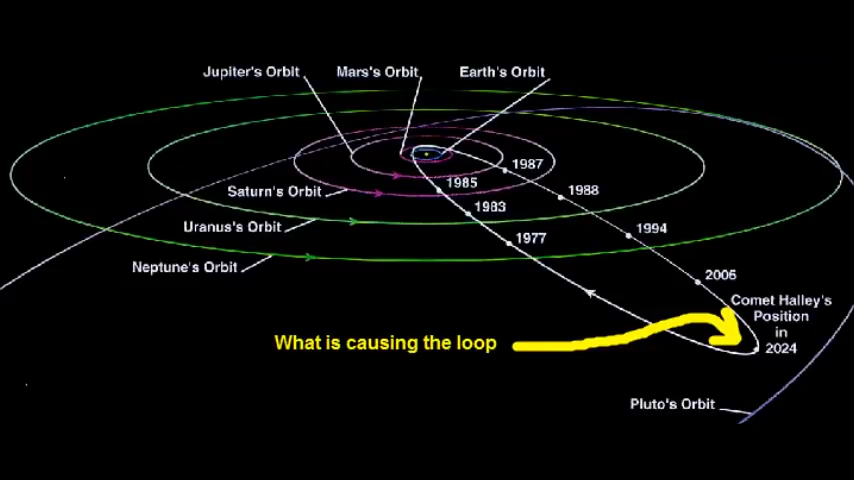 Jupiter's Orbit
Mars's Orbit
Earth's Orbit
1987
1985
Saturn's Orbit
1988
1983
Uranus's Orbit
1994
1977
Neptune's Orbit
2005
Comet Halley's
Position
in
2024
What is causing the loop
Pluto's Orbit